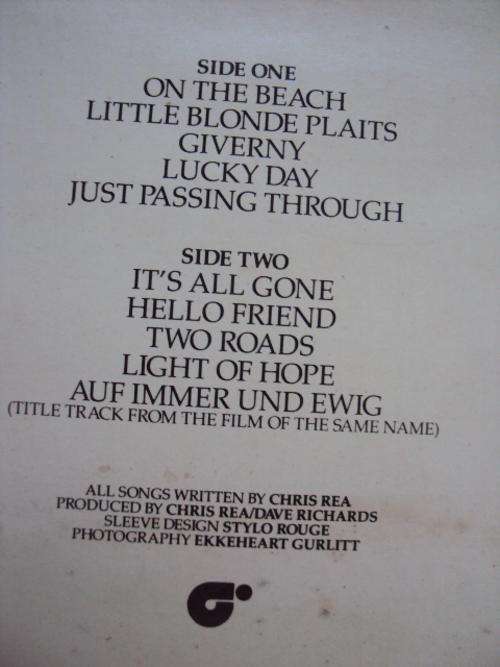 SIDE ONE
ON THE BEACH
LITTLE BLONDE PLAITS
GIVERNY
LUCKY DAY
JUST PASSING THROUGH
SIDE TWO
IT'S ALL GONE
HELLO FRIEND
TWO ROADS
LIGHT OF HOPE
AUF IMMER UND EWIG
(TITLE TRACK FROM THE FILM OF THE SAME NAME)
ALL SONGS WRITTEN BY CHRIS REA
PRODUCED BY CHRIS REA/DAVE RICHARDS
SLEEVE DESIGN STYLO ROUGE
PHOTOGRAPHY EKKEHEART GURLITT